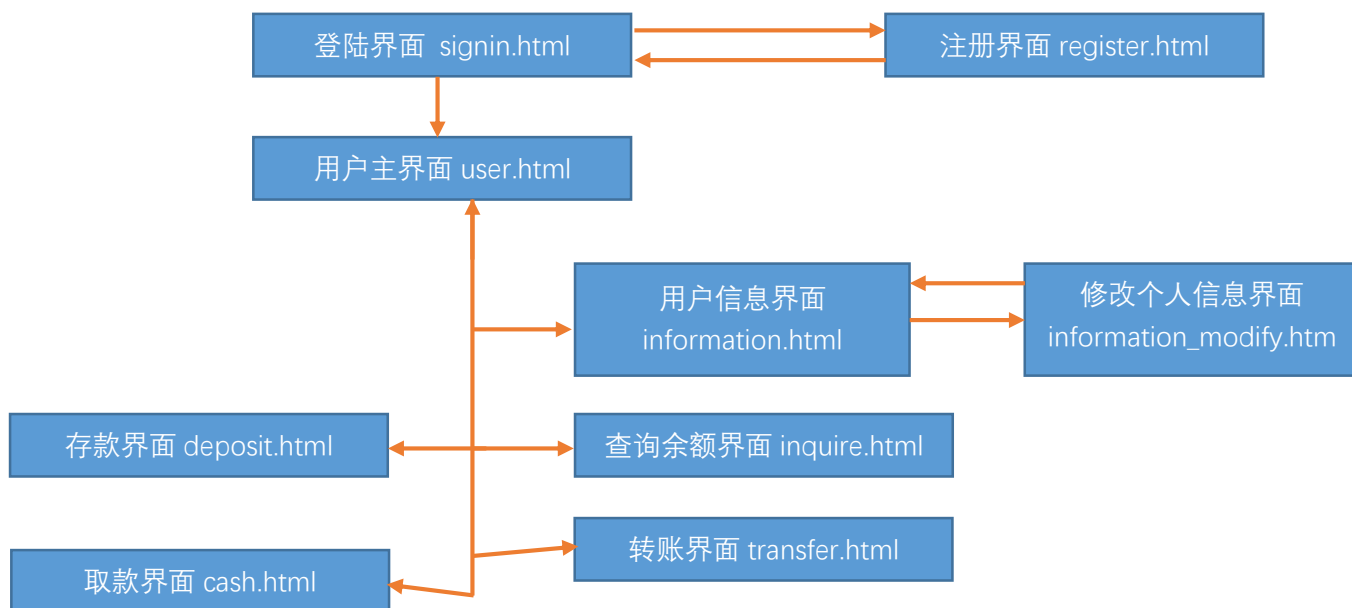 登陆界面 signin.html
注册界面 register.html
用户主界面 user.html
用户信息界面
information.html
修改个人信息界面
information_modify.htm
存款界面 deposit.html
查询余额界面 inquire.html
转账界面 transfer.html
取款界面 cash.html